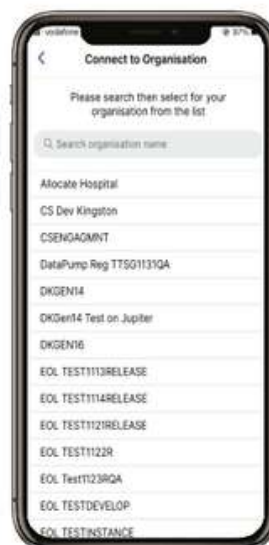 vodafone 97%
Connect to Organisation
Please search then select for your
organisation from the list
Search organisation name
Allocate Hospital
CS Dev Kingston
CSENGAGMNT
DataPump Reg TTSG1131QA
DKGEN14
DKGen14 Test on Jupiter
DKGEN16
EOL TEST1113RELEASE
EOL TEST1114RELEASE
EOL TEST1121RELEASE
EOL TEST1122R
EOL Test1123RQA
EOL TESTDEVELOP
EOL TESTINSTANCE